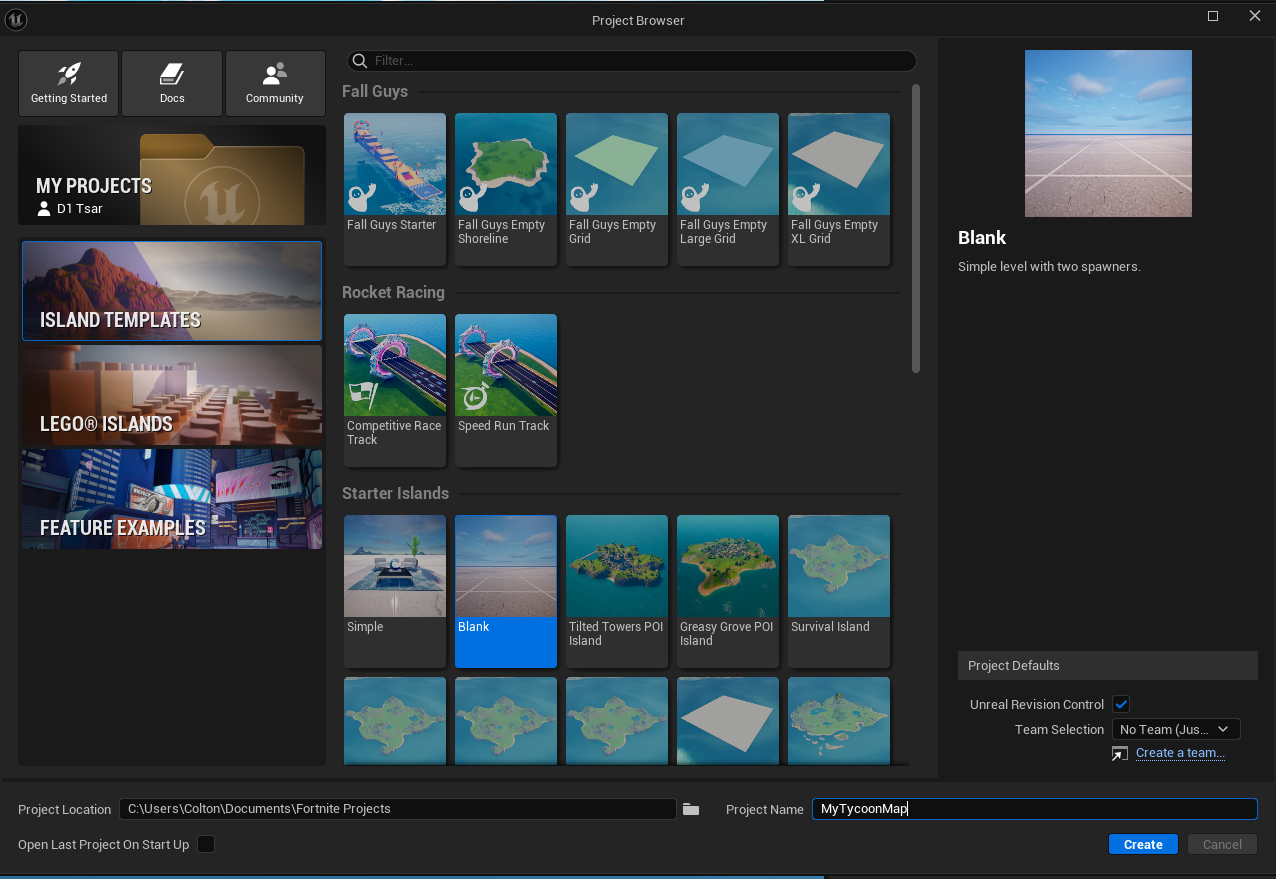 Project Browser
Getting Started
Docs
Community
MY PROJECTS
D1 Tsar
ISLAND TEMPLATES
LEGO® ISLANDS
FEATURE EXAMPLES
Filter...
Fall Guys
Fall Guys Starter
Fall Guys Empty
Shoreline
Fall Guys Empty
Grid
Fall Guys Empty
Large Grid
Fall Guys Empty
XL Grid
Rocket Racing
Competitive Race
Track
Speed Run Track
Starter Islands
Simple
Blank
Tilted Towers POI
Island
Greasy Grove POI
Island
Survival Island
Blank
Simple level with two spawners.
Project Defaults
Unreal Revision Control
Team Selection
No Team (Jus...
Create a team...
Project Location
C:\Users\Colton\Documents\Fortnite Projects
Project Name
MyTycoonMap
Open Last Project On Start Up
Create
Cancel